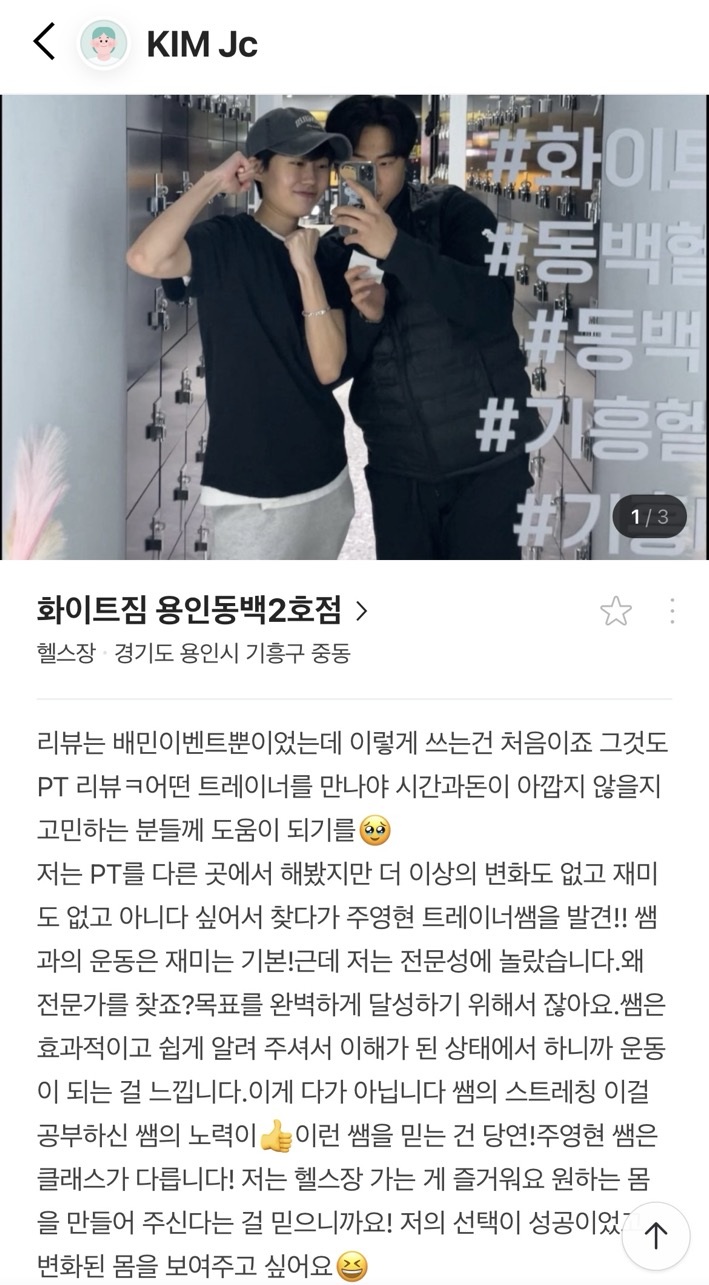 KIM Jc
#화이트
#동백헬
#동백
#기흥헬
1 / 3
화이트짐 용인동백2호점 >
헬스장 · 경기도 용인시 기흥구 중동
리뷰는 배민이벤트뿐이었는데 이렇게 쓰는건 처음이죠 그것도
PT 리뷰ㅋ어떤 트레이너를 만나야 시간과돈이 아깝지 않을지
고민하는 분들께 도움이 되기를🥹
저는 PT를 다른 곳에서 해봤지만 더 이상의 변화도 없고 재미
도 없고 아니다 싶어서 찾다가 주영현 트레이너쌤을 발견!! 쌤
과의 운동은 재미는 기본!근데 저는 전문성에 놀랐습니다.왜
전문가를 찾죠?목표를 완벽하게 달성하기 위해서 잖아요.쌤은
효과적이고 쉽게 알려 주셔서 이해가 된 상태에서 하니까 운동
이 되는 걸 느낍니다.이게 다가 아닙니다 쌤의 스트레칭 이걸
공부하신 쌤의 노력이👍이런 쌤을 믿는 건 당연!주영현 쌤은
클래스가 다릅니다! 저는 헬스장 가는 게 즐거워요 원하는 몸
을 만들어 주신다는 걸 믿으니까요! 저의 선택이 성공이었고
변화된 몸을 보여주고 싶어요😆